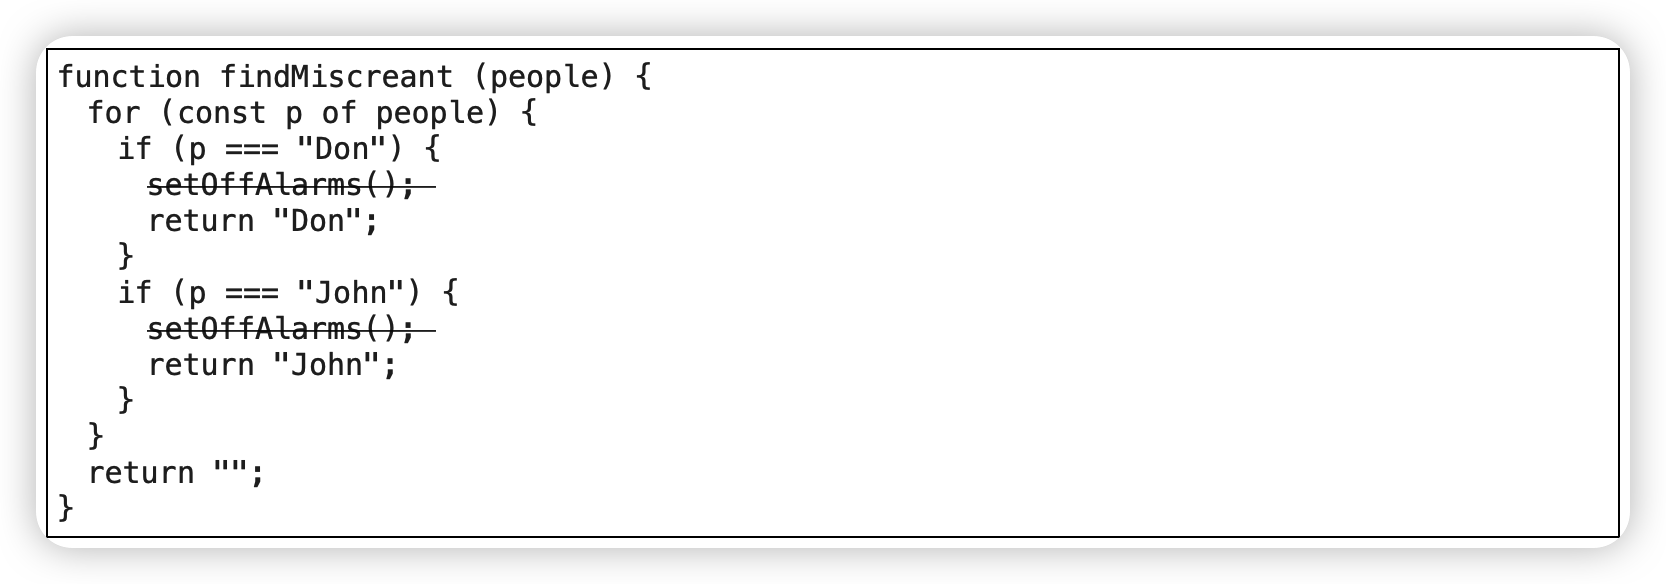 function findMiscreant (people) {
  for (const p of people) {
    if (p === "Don") {
      setOffAlarms();
      return "Don";
    }
    if (p === "John") {
      setOffAlarms();
      return "John";
    }
  }
  return "";
}